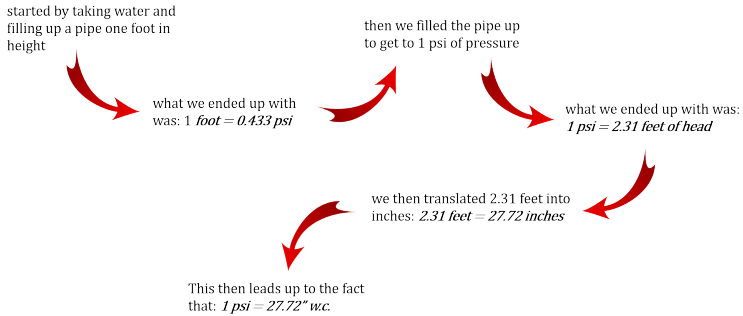 started by taking water and
filling up a pipe one foot in
height
what we ended up with
was: 1 foot = 0.433 psi
then we filled the pipe up
to get to 1 psi of pressure
what we ended up with was:
1 psi = 2.31 feet of head
we then translated 2.31 feet into
inches: 2.31 feet = 27.72 inches
This then leads up to the fact
that: 1 psi = 27.72" w.c.